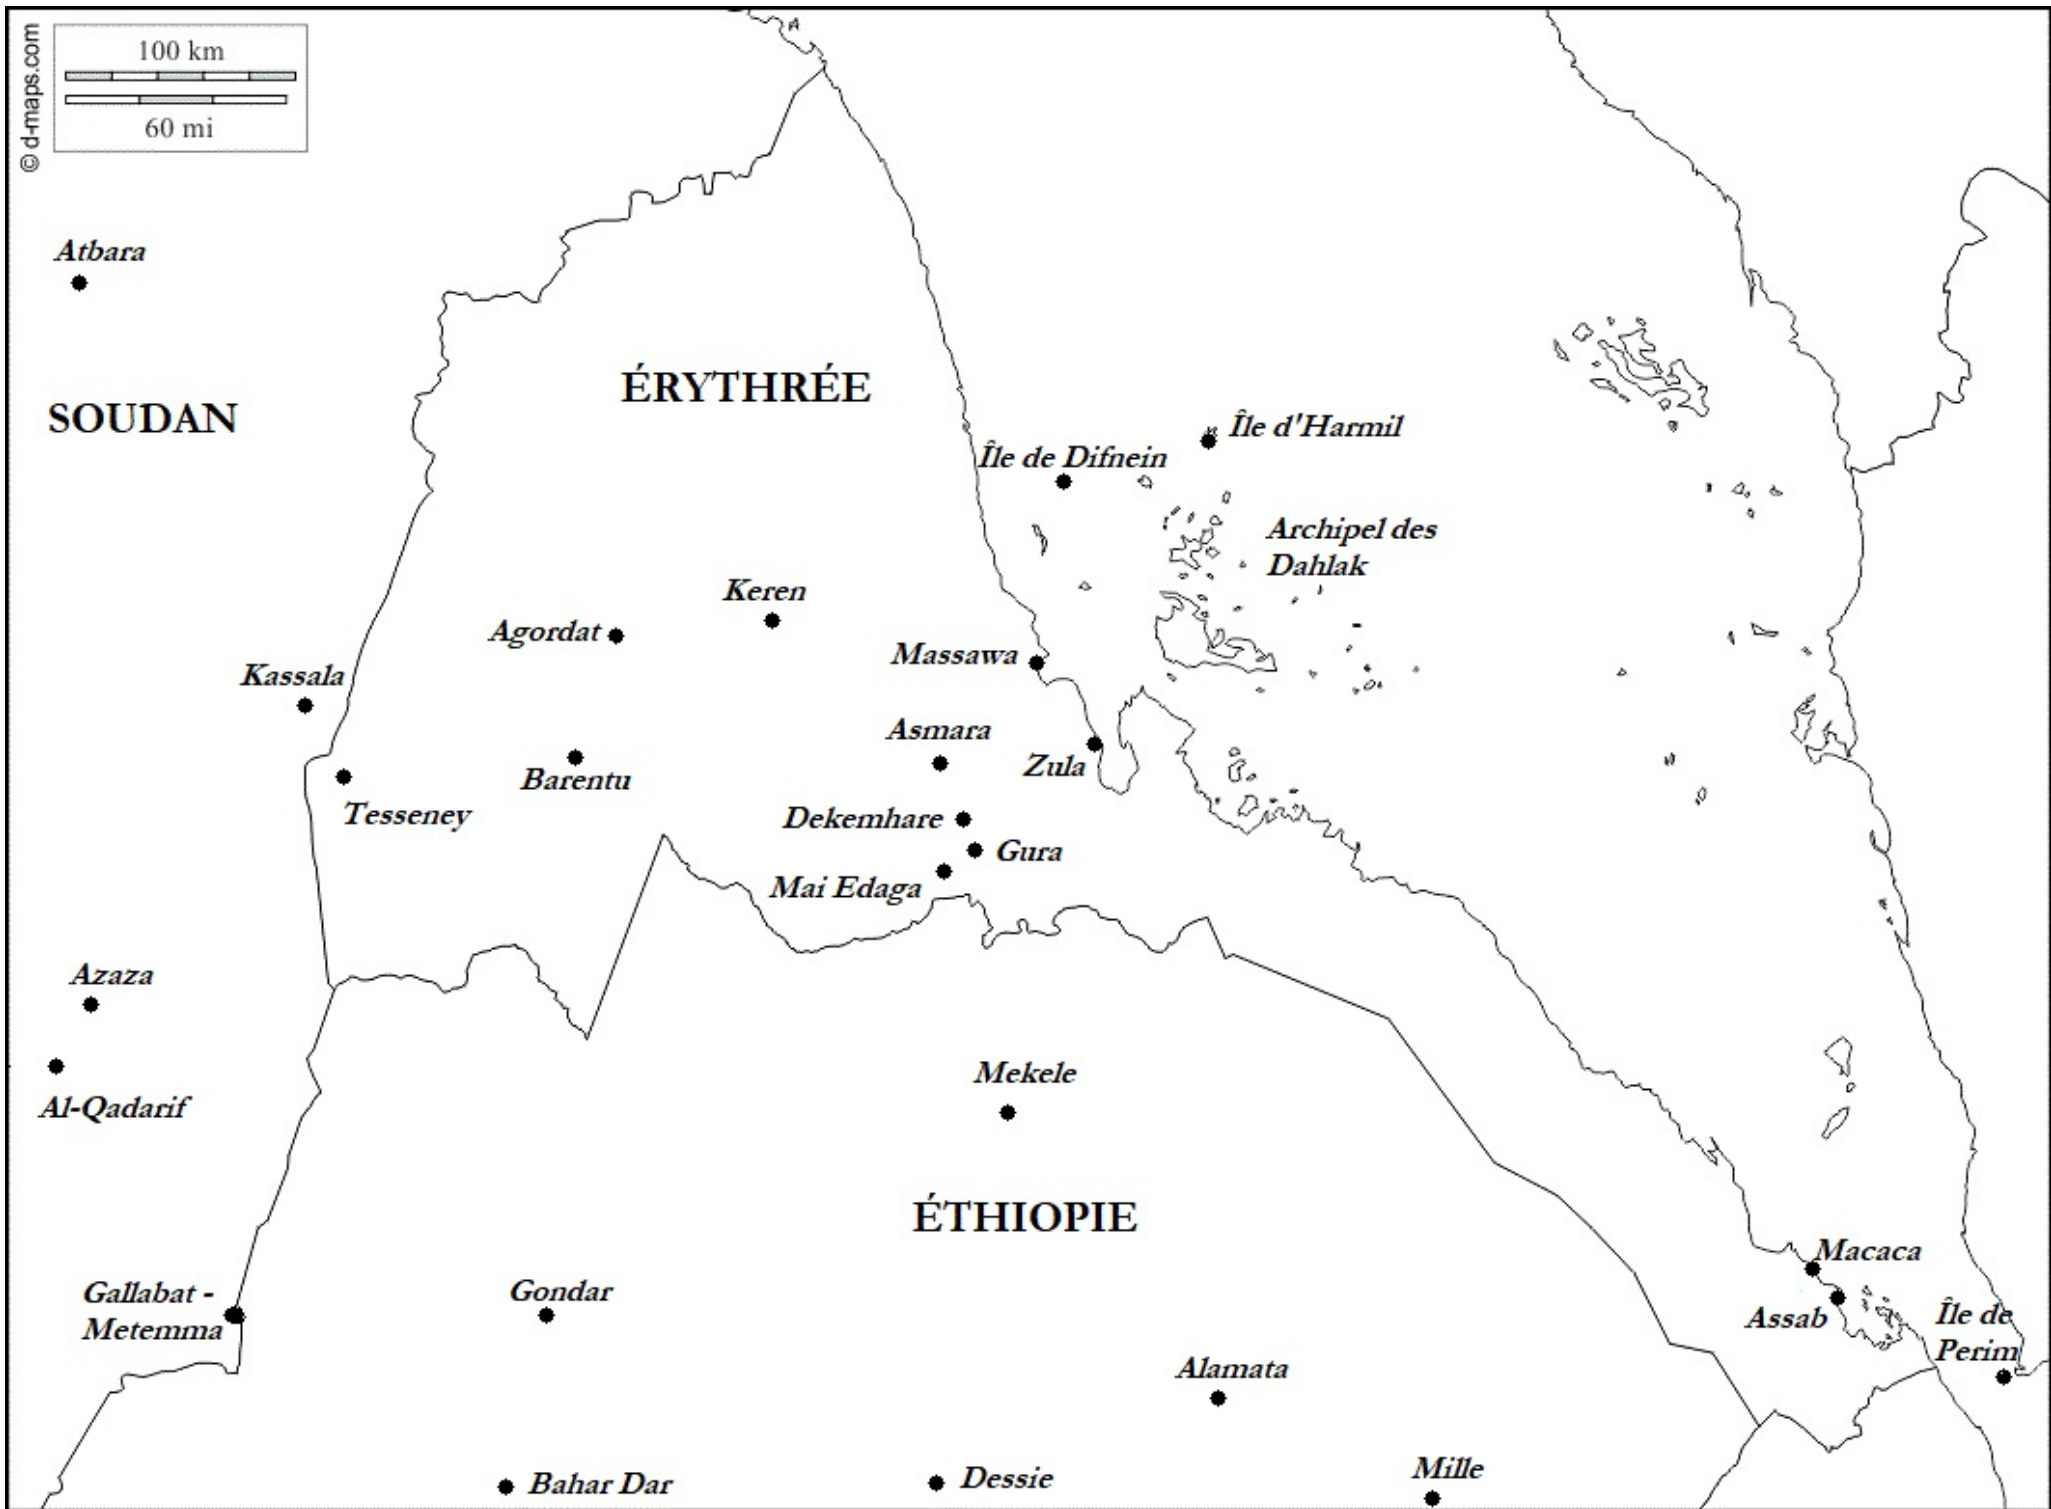 © d-maps.com
100 km
60 mi
Atbara
SOUDAN
ÉRYTHRÉE
Île d'Harmil
Île de Difnein
Archipel des
Dahlak
Keren
Agordat
Massawa
Kassala
Asmara
Zula
Barentu
Tesseney
Dekemhare
Gura
Mai Edaga
Azaza
Al-Qadarif
Mekele
ÉTHIOPIE
Macaca
Gallabat -
Metemma
Gondar
Assab
Île de
Perim
Alamata
Bahar Dar
Dessie
Mille